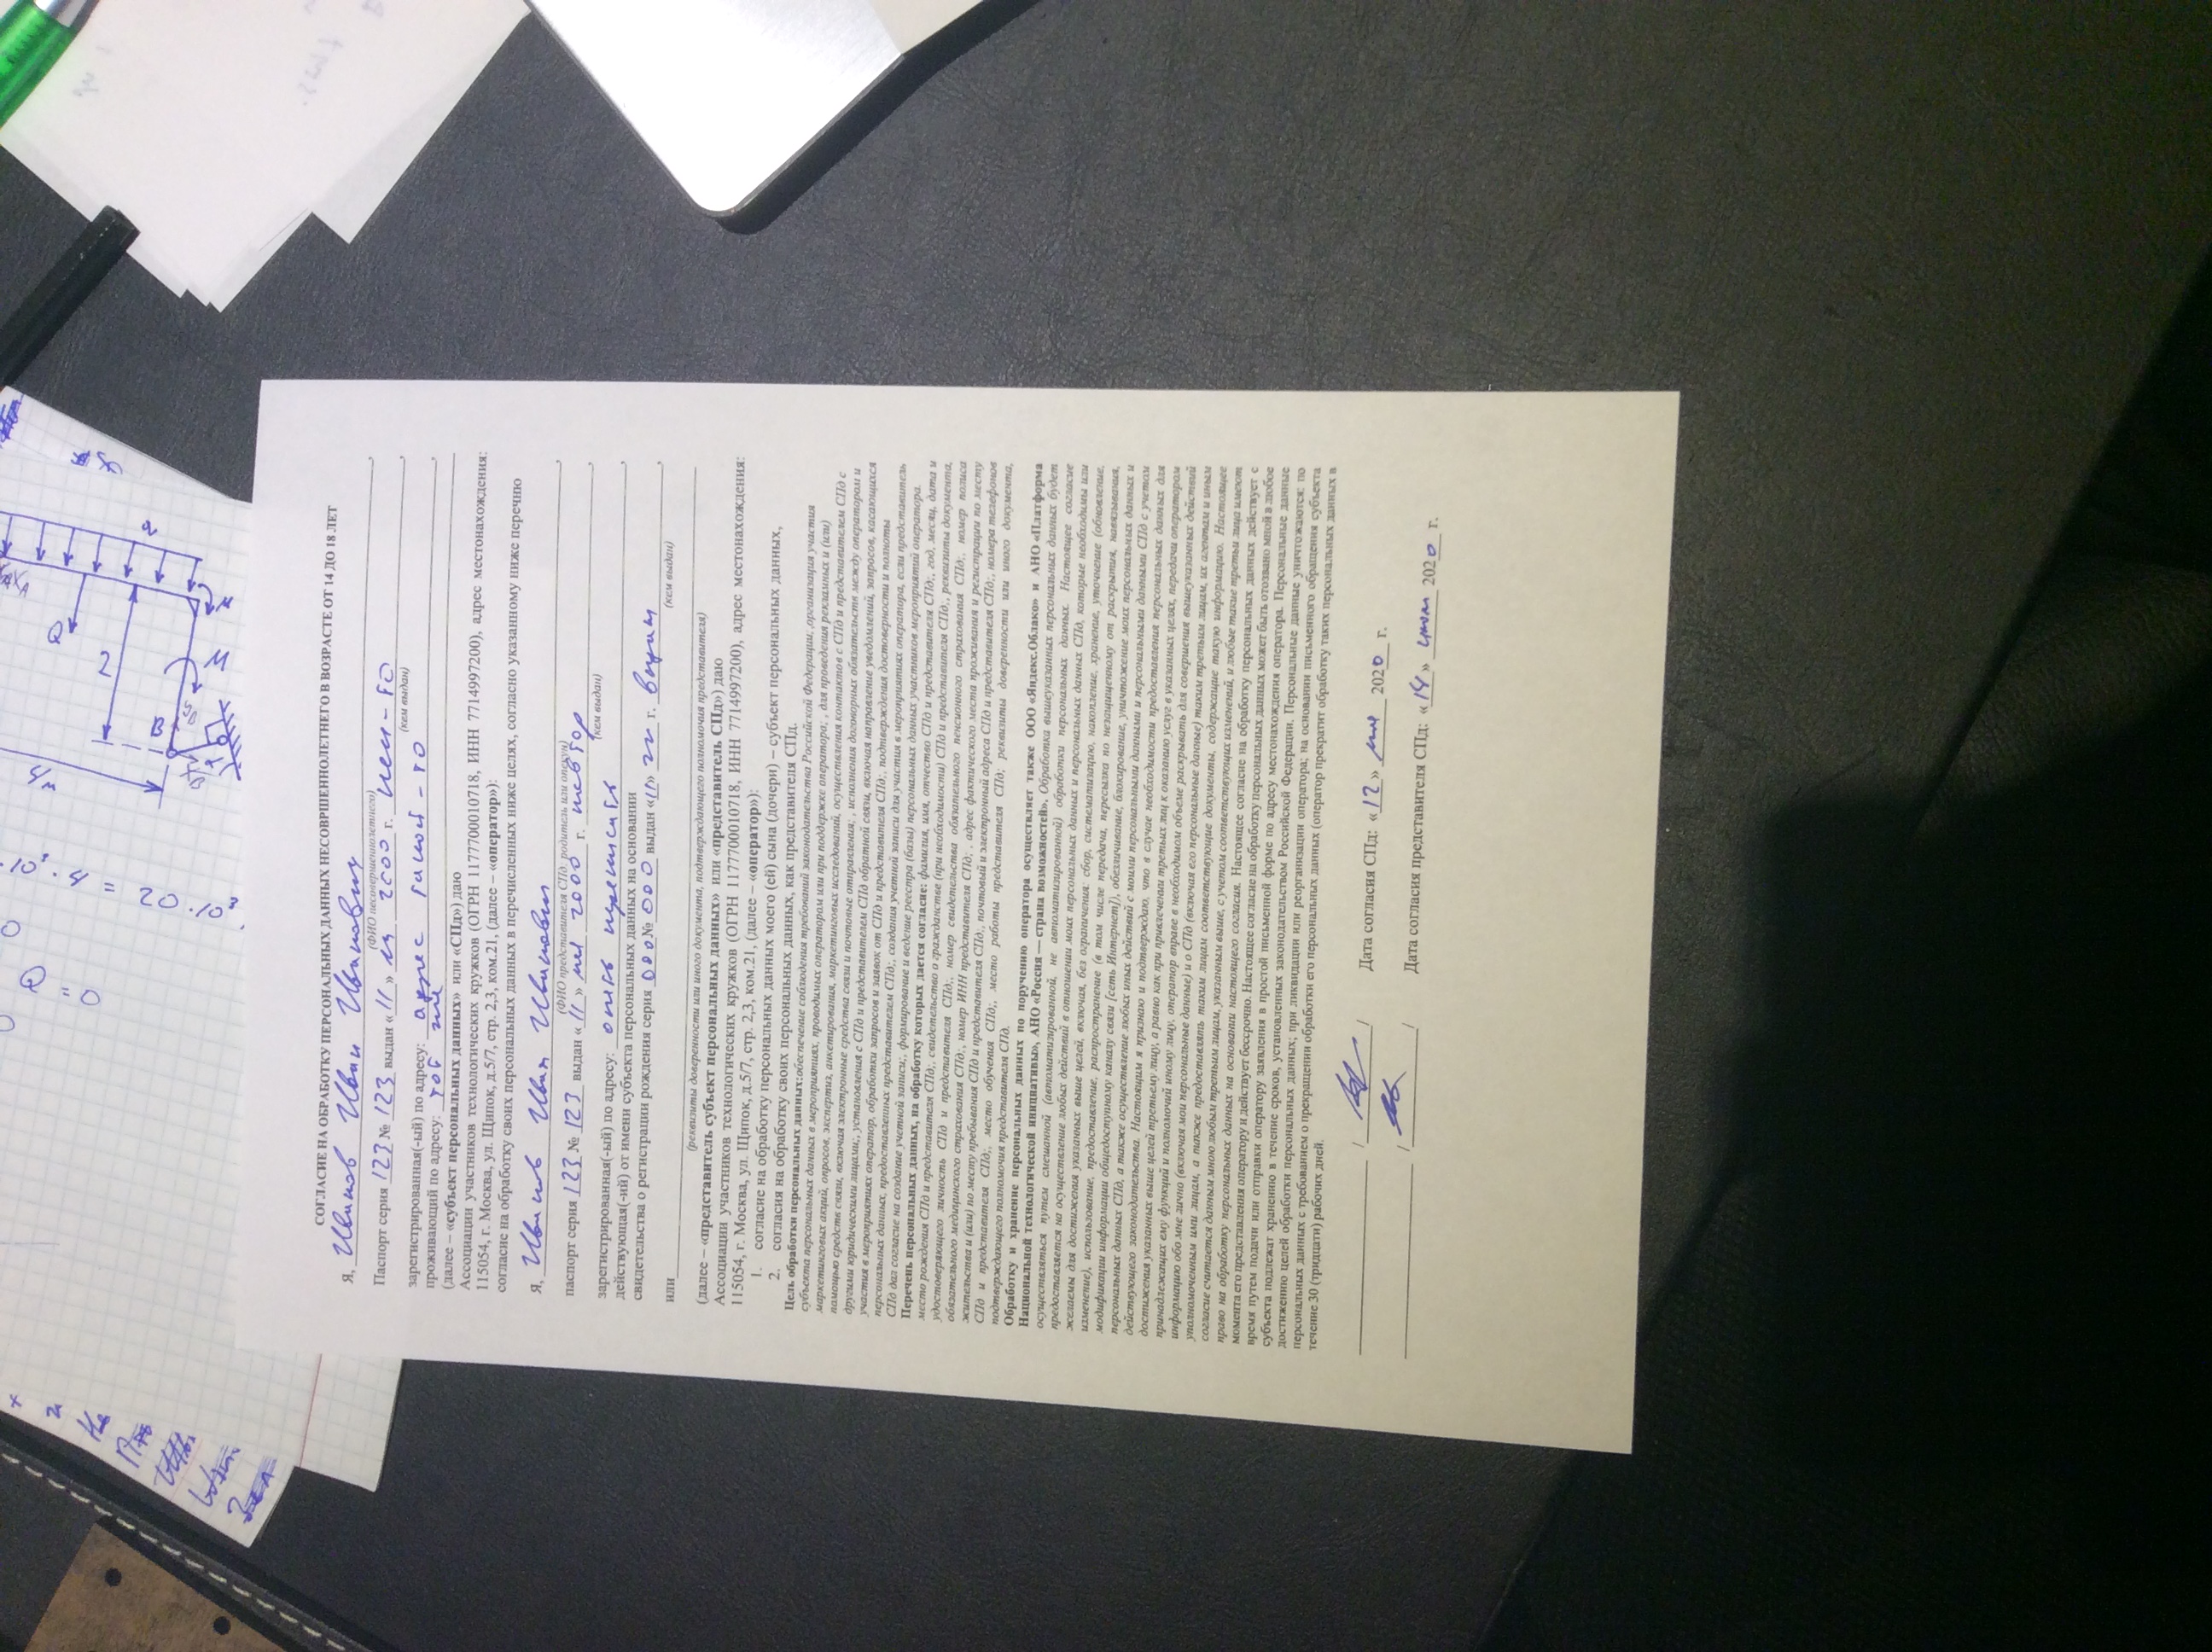 ·10³·4 = 20·10³
Q = 0
4м
Q
2
B
M
СОГЛАСИЕ НА ОБРАБОТКУ ПЕРСОНАЛЬНЫХ ДАННЫХ НЕСОВРШЕННОЛЕТНЕГО В ВОЗРАСТЕ ОТ 14 ДО 18 ЛЕТ
Я, Иванов Иван Иванович
(ФИО несовершеннолетнего)
Паспорт серия 123 № 123 выдан «11» 2000 г. кем-то
(кем выдан)
зарегистрированная(-ый) по адресу: адрес такой-то
проживающий по адресу: тот же
(далее – «субъект персональных данных» или «СПд») даю
Ассоциации участников технологических кружков (ОГРН 1177700010718, ИНН 7714997200), адрес местонахождения:
115054, г. Москва, ул. Щипок, д.5/7, стр. 2,3, ком.21, (далее – «оператор»):
согласие на обработку своих персональных данных в перечисленных ниже целях, согласно указанному ниже перечню
Я, Иванов Иван Иванович
(ФИО представителя СПд, родитель или опекун)
паспорт серия 123 № 123 выдан «11» 2000 г.
(кем выдан)
зарегистрированная(-ый) по адресу: опять
действующая(-ий) от имени субъекта персональных данных на основании
свидетельства о регистрации рождения серия 000 № 000 выдан «11» г.
(кем выдан)
или
(реквизиты доверенности или иного документа, подтверждающего полномочия представителя)
(далее – «представитель субъект персональных данных» или «представитель СПд») даю
Ассоциации участников технологических кружков (ОГРН 1177700010718, ИНН 7714997200), адрес местонахождения:
115054, г. Москва, ул. Щипок, д.5/7, стр. 2,3, ком.21, (далее – «оператор»):
1. согласие на обработку персональных данных моего (ей) сына (дочери) – субъект персональных данных,
2. согласия на обработку своих персональных данных, как представителя СПд.
Цель обработки персональных данных:обеспечение соблюдения требований законодательства Российской Федерации; ,организация участия
субъекта персональных данных в мероприятиях, проводимых оператором или при поддержке оператора; , для проведения рекламных и (или)
маркетинговых акций, опросов, экспертиз, анкетирования, маркетинговых исследований, осуществления контактов с СПд и представителем СПд с
помощью средств связи, включая электронные средства связи и почтовые отправления; , исполнения договорных обязательств между оператором и
другими юридическими лицами;, установления с СПд и представителем СПд обратной связи, включая направление уведомлений, запросов, касающихся
участия в мероприятиях оператор, обработки запросов и заявок от СПд и представителя СПд;, подтверждения достоверности и полноты
персональных данных, предоставленных представителем СПд;, создания учетной записи для участия в мероприятиях оператора, если представитель
СПд дал согласие на создание учетной записи;, формирование и ведение реестра (базы) персональных данных участников мероприятий оператора.
Перечень персональных данных, на обработку которых дается согласие: фамилия, имя, отчество СПд и представителя СПд;, год, месяц, дата и
место рождения СПд и представителя СПд;, свидетельство о гражданстве (при необходимости) СПд и представителя СПд;, реквизиты документа,
удостоверяющего личность СПд и представителя СПд;, номер свидетельства обязательного пенсионного страхования СПд;, номер полиса
обязательного медицинского страхования СПд;, номер ИНН представителя СПд; , адрес фактического места проживания и регистрации по месту
жительства и (или) по месту пребывания СПд и представителя СПд;, почтовый и электронный адреса СПд и представителя СПд;, номера телефонов
СПд и представителя СПд;, место обучения СПд;, место работы представителя СПд; реквизиты доверенности или иного документа,
подтверждающего полномочия представителя СПд.
Обработку и хранение персональных данных по поручению оператора осуществляет также ООО «Яндекс.Облако» и АНО «Платформа
Национальной технологической инициативы», АНО «Россия — страна возможностей». Обработка вышеуказанных персональных данных будет
осуществляться путем смешанной (автоматизированной, не автоматизированной) обработки персональных данных. Настоящее согласие
предоставляется на осуществление любых действий в отношении моих персональных данных и персональных данных СПд, которые необходимы или
желаемы для достижения указанных выше целей, включая, без ограничения: сбор, систематизацию, накопление, хранение, уточнение (обновление,
изменение), использование, предоставление, распространение (в том числе передача, пересылка по незащищенному от раскрытия, навязывания,
модификации информации общедоступному каналу связи [сеть Интернет]), обезличивание, блокирование, уничтожение моих персональных данных и
персональных данных СПд, а также осуществление любых иных действий с моими персональными данными и персональными данными СПд с учетом
действующего законодательства. Настоящим я признаю и подтверждаю, что в случае необходимости предоставления персональных данных для
достижения указанных выше целей третьему лицу, а равно как при привлечении третьих лиц к оказанию услуг в указанных целях, передачи оператором
принадлежащих ему функций и полномочий иному лицу, оператор вправе в необходимом объеме раскрывать для совершения вышеуказанных действий
информацию обо мне лично (включая мои персональные данные) и о СПд (включая его персональные данные) таким третьим лицам, их агентам и иным
уполномоченным ими лицам, а также предоставлять таким лицам соответствующие документы, содержащие такую информацию. Настоящее
согласие считается данным мною любым третьим лицам, указанным выше, с учетом соответствующих изменений, и любые такие третьи лица имеют
право на обработку персональных данных на основании настоящего согласия. Настоящее согласие на обработку персональных данных действует с
момента его представления оператору и действует бессрочно. Настоящее согласие на обработку персональных данных может быть отозвано мной в любое
время путем подачи или отправки оператору заявления в простой письменной форме по адресу местонахождения оператора. Персональные данные
субъекта подлежат хранению в течение сроков, установленных законодательством Российской Федерации. Персональные данные уничтожаются: по
достижению целей обработки персональных данных; при ликвидации или реорганизации оператора; на основании письменного обращения субъекта
персональных данных с требованием о прекращении обработки его персональных данных (оператор прекратит обработку таких персональных данных в
течение 30 (тридцати) рабочих дней.
/ / Дата согласия СПд: «12» 2020 г.
/ / Дата согласия представителя СПд: «14» 2020 г.